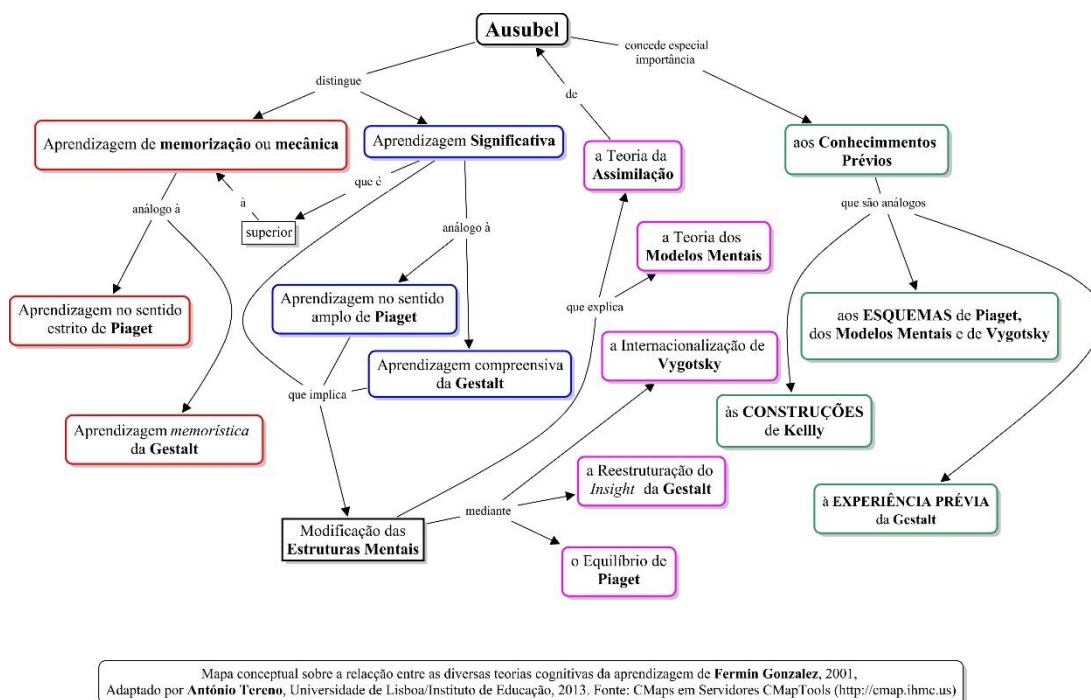 Ausubel
concede especial
importância
distingue
de
Aprendizagem de memorização ou mecânica
Aprendizagem Significativa
a Teoria da
Assimilação
aos Conhecimmentos
Prévios
que é
à
superior
análogo à
análogo à
que são análogos
a Teoria dos
Modelos Mentais
Aprendizagem no sentido
estrito de Piaget
Aprendizagem no sentido
amplo de Piaget
que explica
aos ESQUEMAS de Piaget,
dos Modelos Mentais e de Vygotsky
a Internacionalização de
Vygotsky
Aprendizagem compreensiva
da Gestalt
que implica
às CONSTRUÇÕES
de Kellly
Aprendizagem memorística
da Gestalt
a Reestruturação do
Insight da Gestalt
à EXPERIÊNCIA PRÉVIA
da Gestalt
mediante
Modificação das
Estruturas Mentais
o Equilíbrio de
Piaget
Mapa conceptual sobre a relacção entre as diversas teorias cognitivas da aprendizagem de Fermin Gonzalez, 2001,
Adaptado por António Tereno, Universidade de Lisboa/Instituto de Educação, 2013. Fonte: CMaps em Servidores CMapTools (http://cmap.ihmc.us)